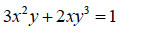 3x²y + 2xy³ = 1